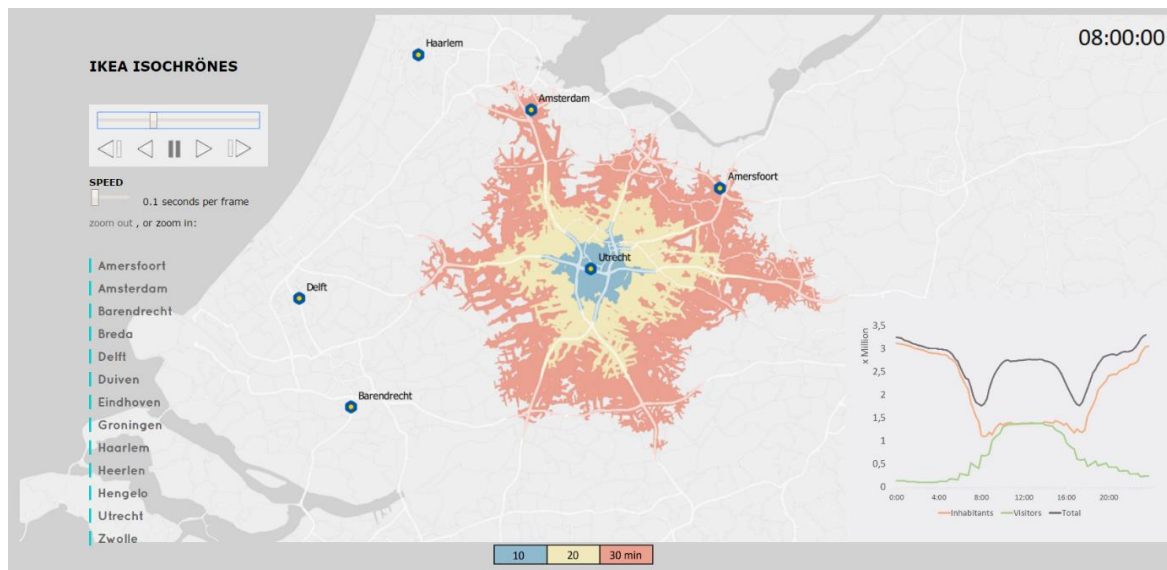 IKEA ISOCHRÖNES
SPEED
0.1 seconds per frame
zoom out , or zoom in:
Amersfoort
Amsterdam
Barendrecht
Breda
Delft
Duiven
Eindhoven
Groningen
Haarlem
Heerlen
Hengelo
Utrecht
Zwolle
08:00:00
Haarlem
Amsterdam
Amersfoort
Utrecht
Delft
Barendrecht
x Million
3,5
3
2,5
2
1,5
1
0,5
0
0:00 4:00 8:00 12:00 16:00 20:00
Inhabitants Visitors Total
10 20 30 min